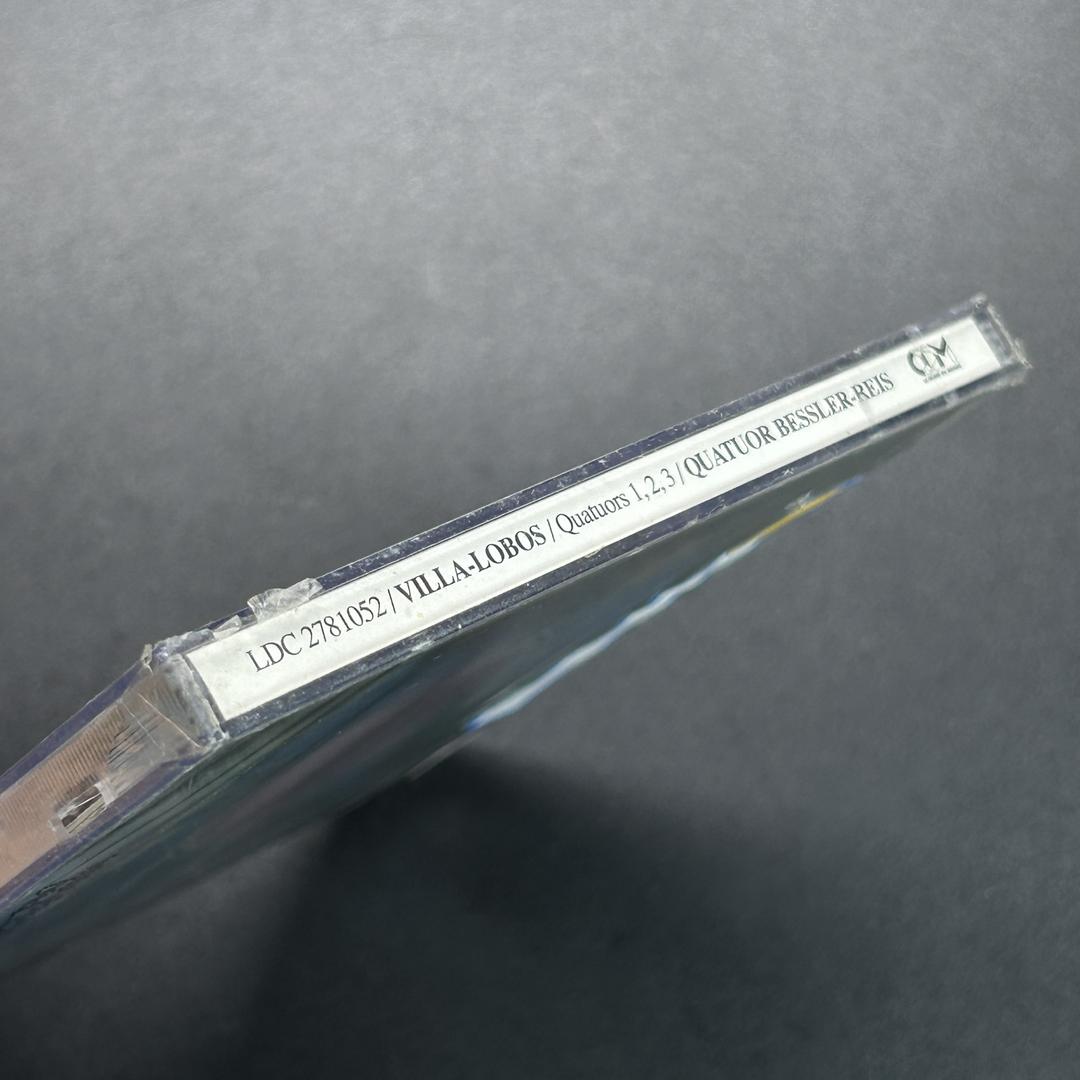 LDC 2781052 / VILLA-LOBOS / Quatuors 1,2,3 / QUATUOR BESSLER-REIS